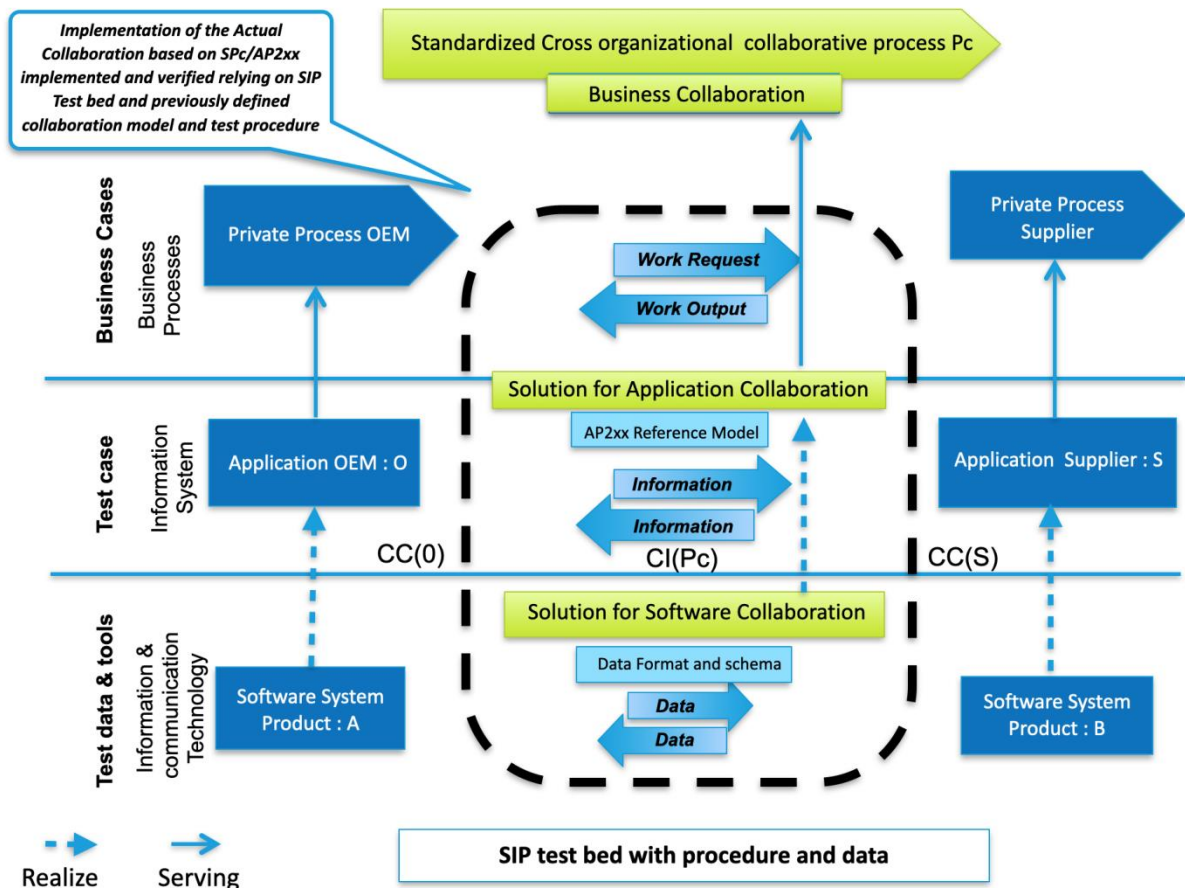 Implementation of the Actual
Collaboration based on SPc/AP2xx
implemented and verified relying on SIP
Test bed and previously defined
collaboration model and test procedure
Standardized Cross organizational collaborative process Pc
Business Collaboration
Business Cases
Business
Processes
Private Process OEM
Work Request
Work Output
Private Process
Supplier
Solution for Application Collaboration
AP2xx Reference Model
Test case
Information
System
Application OEM : O
Information
Information
Application Supplier : S
CC(0)
CI(Pc)
CC(S)
Solution for Software Collaboration
Data Format and schema
Test data & tools
Information &
communication
Technology
Software System
Product : A
Data
Data
Software System
Product : B
Realize
Serving
SIP test bed with procedure and data